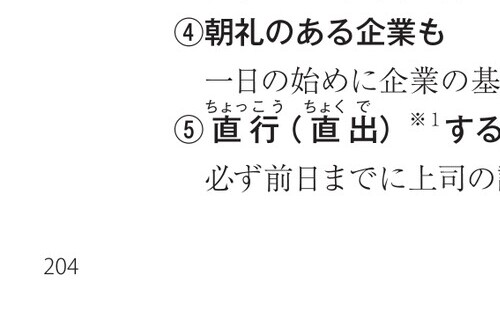 ④朝礼のある企業も
一日の始めに企業の基
ちょっこう ちょくで
⑤直行(直出)※1する
必ず前日までに上司の
204